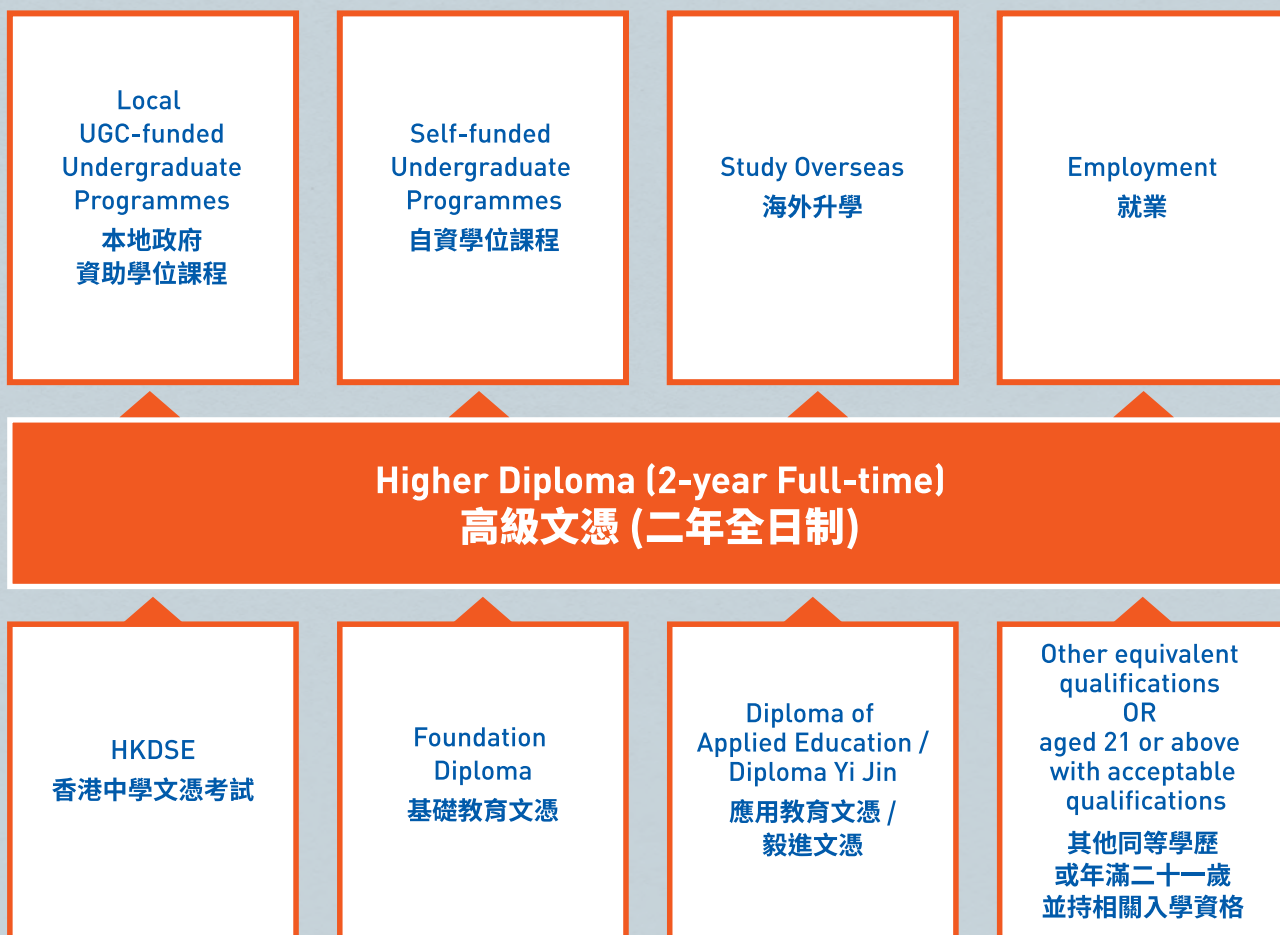 Local
UGC-funded
Undergraduate
Programmes
本地政府
資助學位課程
Self-funded
Undergraduate
Programmes
自資學位課程
Study Overseas
海外升學
Employment
就業
Higher Diploma (2-year Full-time)
高級文憑 (二年全日制)
HKDSE
香港中學文憑考試
Foundation
Diploma
基礎教育文憑
Diploma of
Applied Education /
Diploma Yi Jin
應用教育文憑 /
毅進文憑
Other equivalent
qualifications
OR
aged 21 or above
with acceptable
qualifications
其他同等學歷
或年滿二十一歲
並持相關入學資格